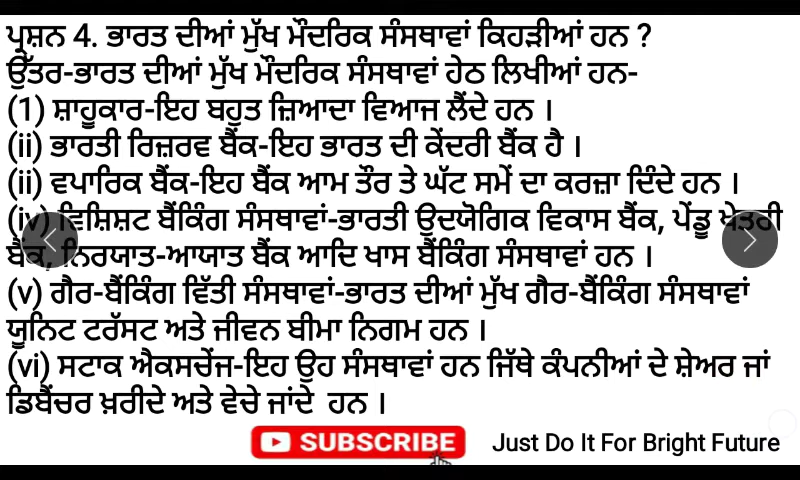 ਪ੍ਰਸ਼ਨ 4. ਭਾਰਤ ਦੀਆਂ ਮੁੱਖ ਮੌਦਰਿਕ ਸੰਸਥਾਵਾਂ ਕਿਹੜੀਆਂ ਹਨ ?
ਉੱਤਰ-ਭਾਰਤ ਦੀਆਂ ਮੁੱਖ ਮੌਦਰਿਕ ਸੰਸਥਾਵਾਂ ਹੇਠ ਲਿਖੀਆਂ ਹਨ-
(1) ਸ਼ਾਹੂਕਾਰ-ਇਹ ਬਹੁਤ ਜ਼ਿਆਦਾ ਵਿਆਜ ਲੈਂਦੇ ਹਨ ।
(ii) ਭਾਰਤੀ ਰਿਜ਼ਰਵ ਬੈਂਕ-ਇਹ ਭਾਰਤ ਦੀ ਕੇਂਦਰੀ ਬੈਂਕ ਹੈ ।
(ii) ਵਪਾਰਿਕ ਬੈਂਕ-ਇਹ ਬੈਂਕ ਆਮ ਤੌਰ ਤੇ ਘੱਟ ਸਮੇਂ ਦਾ ਕਰਜ਼ਾ ਦਿੰਦੇ ਹਨ ।
(iv) ਵਿਸ਼ਿਸ਼ਟ ਬੈਂਕਿੰਗ ਸੰਸਥਾਵਾਂ-ਭਾਰਤੀ ਉਦਯੋਗਿਕ ਵਿਕਾਸ ਬੈਂਕ, ਪੇਂਡੂ ਖੇਤਰੀ
ਬੈਂਕ, ਨਿਰਯਾਤ-ਆਯਾਤ ਬੈਂਕ ਆਦਿ ਖਾਸ ਬੈਂਕਿੰਗ ਸੰਸਥਾਵਾਂ ਹਨ ।
(v) ਗੈਰ-ਬੈਂਕਿੰਗ ਵਿੱਤੀ ਸੰਸਥਾਵਾਂ-ਭਾਰਤ ਦੀਆਂ ਮੁੱਖ ਗੈਰ-ਬੈਂਕਿੰਗ ਸੰਸਥਾਵਾਂ
ਯੂਨਿਟ ਟਰੱਸਟ ਅਤੇ ਜੀਵਨ ਬੀਮਾ ਨਿਗਮ ਹਨ ।
(vi) ਸਟਾਕ ਐਕਸਚੇਂਜ-ਇਹ ਉਹ ਸੰਸਥਾਵਾਂ ਹਨ ਜਿੱਥੇ ਕੰਪਨੀਆਂ ਦੇ ਸ਼ੇਅਰ ਜਾਂ
ਡਿਬੈਂਚਰ ਖ਼ਰੀਦੇ ਅਤੇ ਵੇਚੇ ਜਾਂਦੇ ਹਨ ।
SUBSCRIBE Just Do It For Bright Future